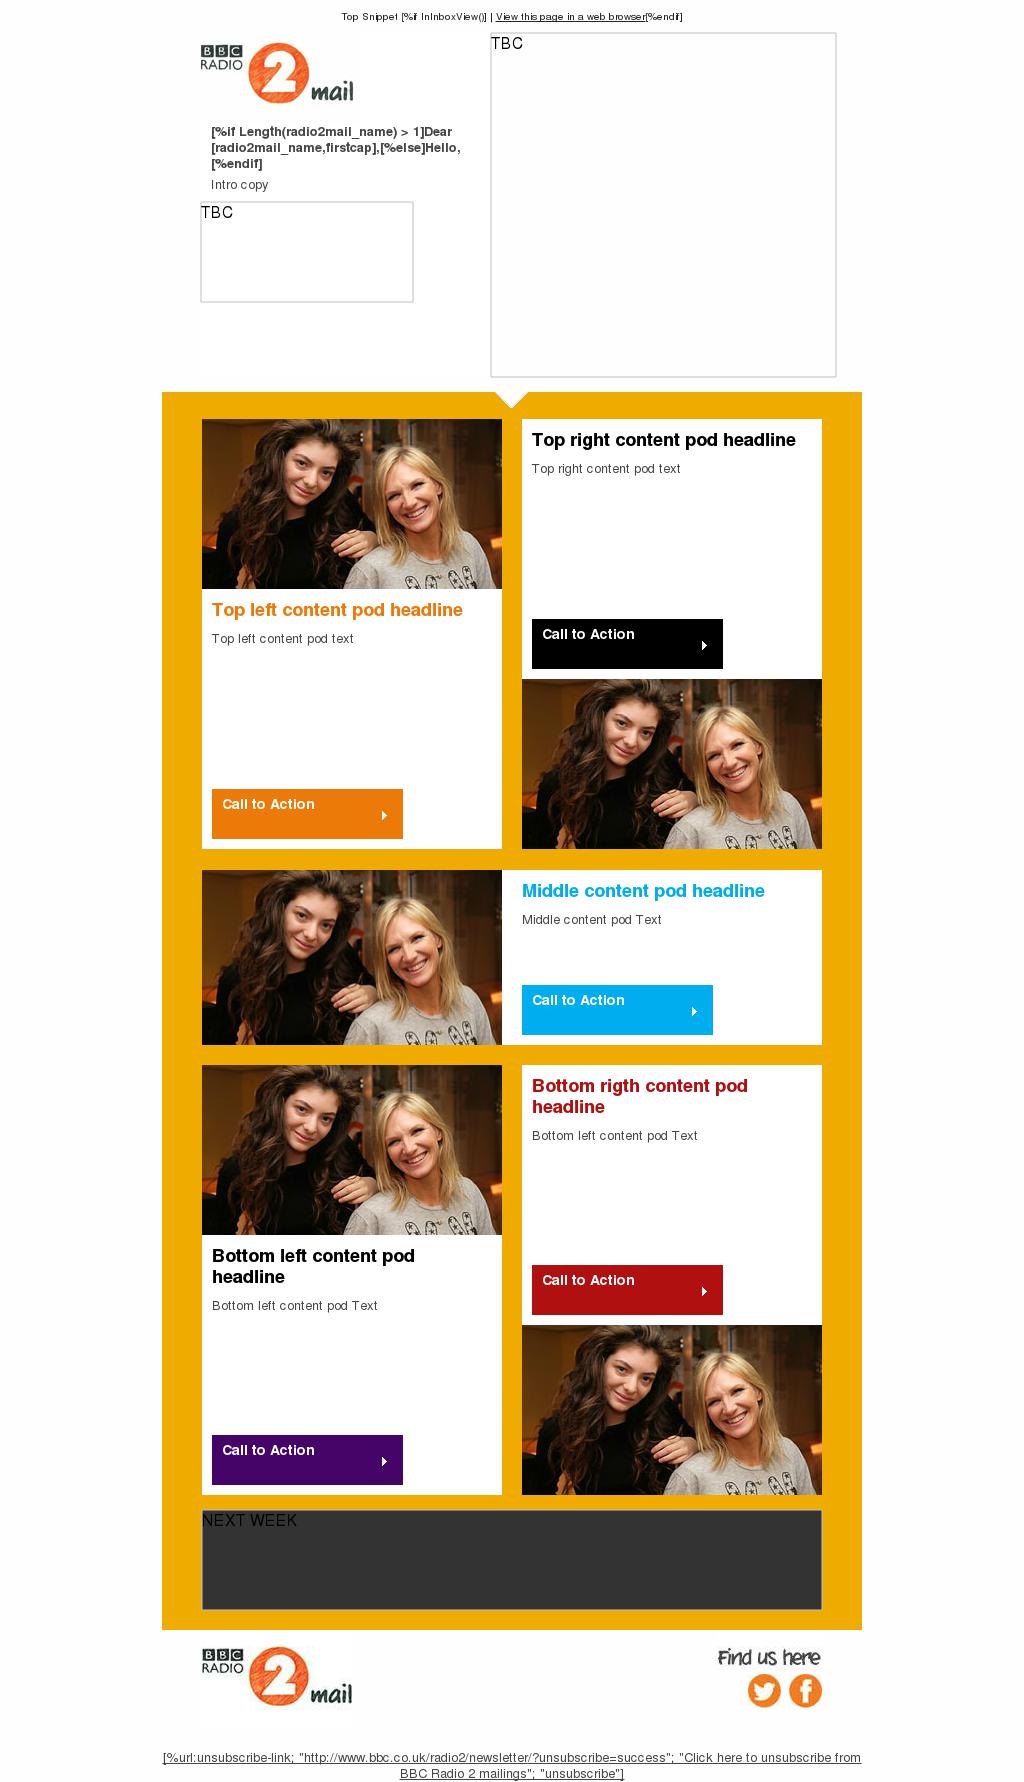 Top Snippet [%if InInboxView()] | View this page in a web browser[%endif]
BBC
RADIO
2
mail
TBC
[%if Length(radio2mail_name) > 1]Dear
[radio2mail_name,firstcap],[%else]Hello,
[%endif]
Intro copy
TBC
Top left content pod headline
Top left content pod text
Call to Action
Top right content pod headline
Top right content pod text
Call to Action
Middle content pod headline
Middle content pod Text
Call to Action
Bottom left content pod
headline
Bottom left content pod Text
Call to Action
Bottom rigth content pod
headline
Bottom left content pod Text
Call to Action
NEXT WEEK
BBC
RADIO
2
mail
Find us here
[%url:unsubscribe-link; "http://www.bbc.co.uk/radio2/newsletter/?unsubscribe=success"; "Click here to unsubscribe from
BBC Radio 2 mailings"; "unsubscribe"]